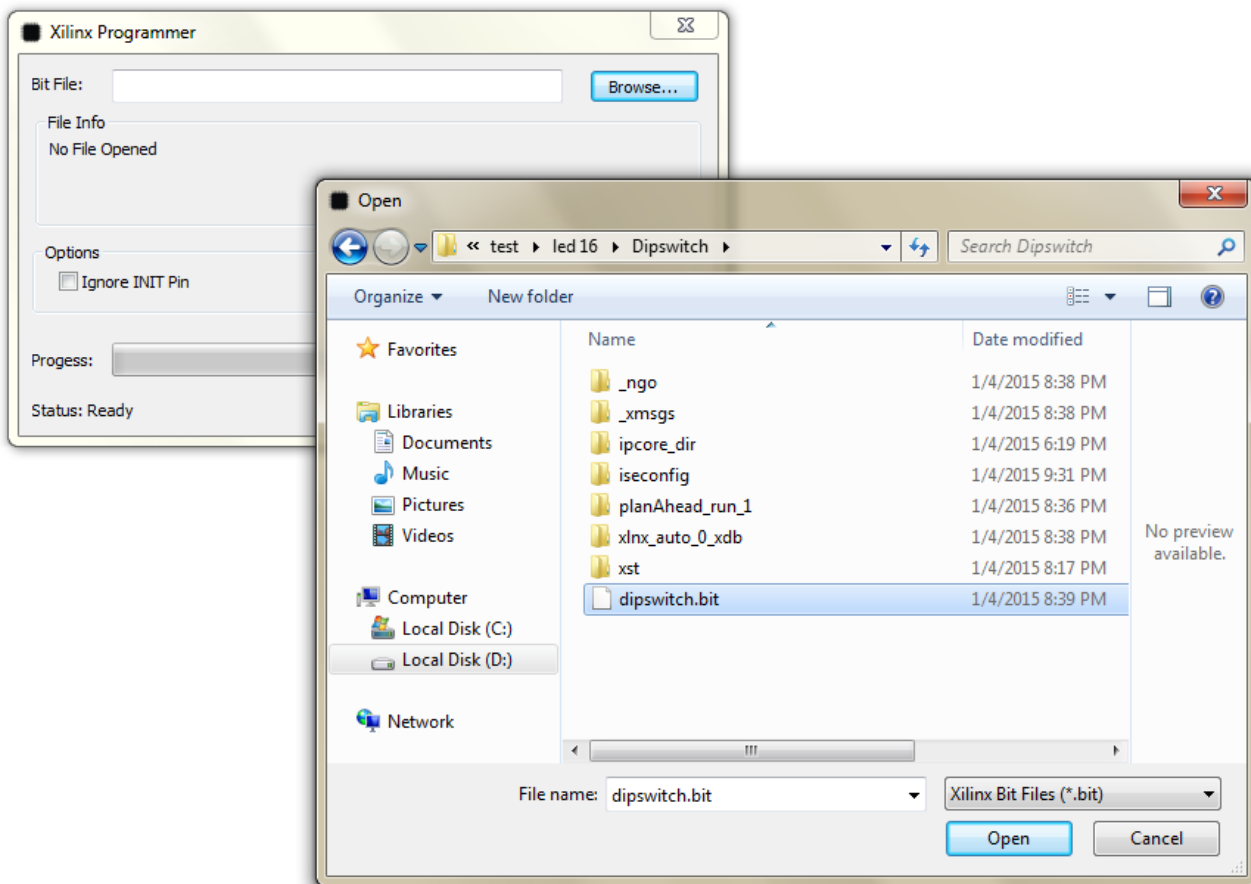 Xilinx Programmer
Bit File: Browse...
File Info
No File Opened
Options
Ignore INIT Pin
Progess:
Status: Ready
Open
« test led 16 Dipswitch Search Dipswitch
Organize New folder
Name Date modified
Favorites
Libraries
Documents
Music
Pictures
Videos
Computer
Local Disk (C:)
Local Disk (D:)
Network
_ngo 1/4/2015 8:38 PM
_xmsgs 1/4/2015 8:38 PM
ipcore_dir 1/4/2015 6:19 PM
iseconfig 1/4/2015 9:31 PM
planAhead_run_1 1/4/2015 8:36 PM
xlnx_auto_0_xdb 1/4/2015 8:38 PM
xst 1/4/2015 8:17 PM
dipswitch.bit 1/4/2015 8:39 PM
No preview
available.
File name: dipswitch.bit Xilinx Bit Files (*.bit)
Open Cancel